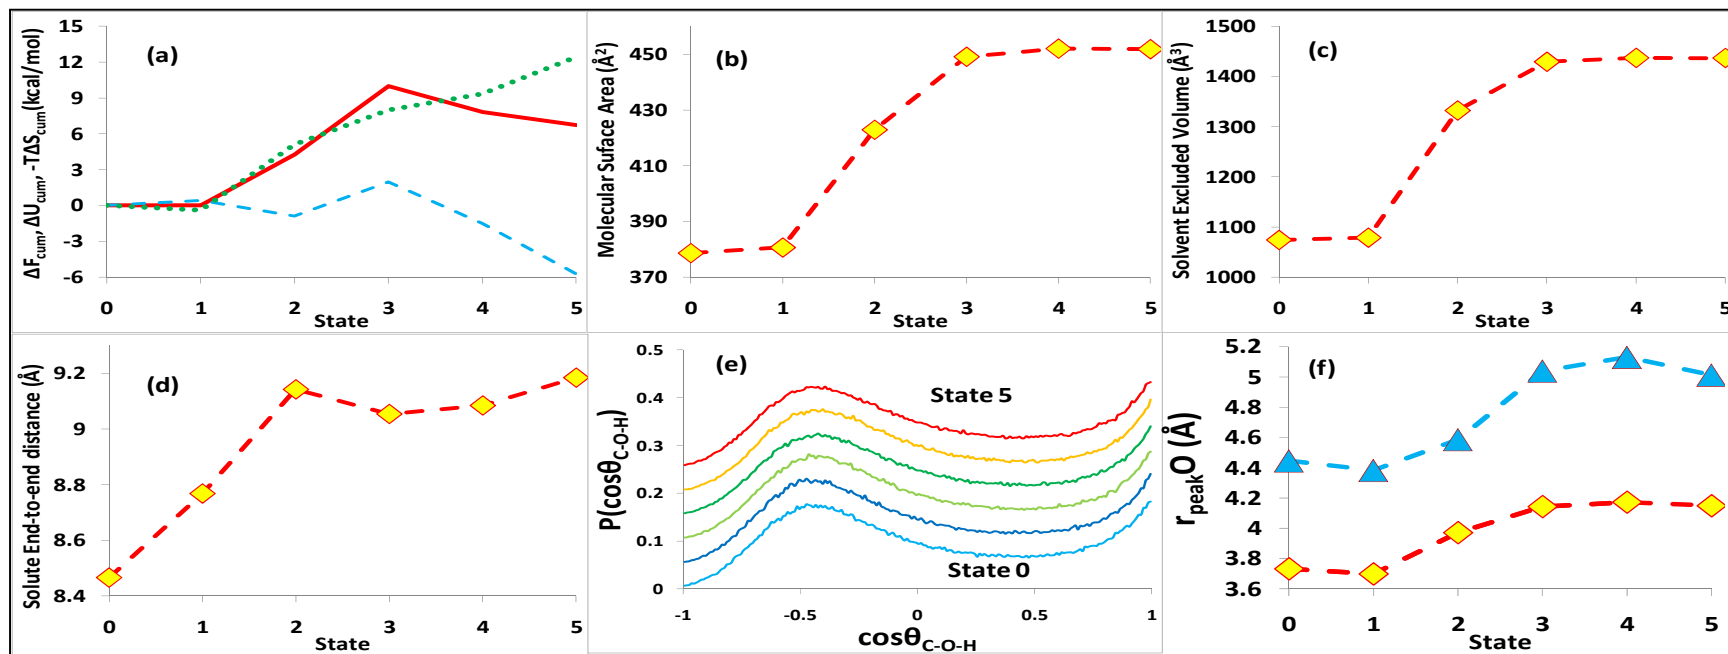 (a)
ΔF_cum, ΔU_cum, -TΔS_cum (kcal/mol)
15
12
9
6
3
0
-3
-6
0 1 2 3 4 5
State
(b)
Molecular Suface Area (Å²)
450
430
410
390
370
0 1 2 3 4 5
State
(c)
Solvent Excluded Volume (Å³)
1500
1400
1300
1200
1100
1000
0 1 2 3 4 5
State
(d)
Solute End-to-end distance (Å)
9.2
9
8.8
8.6
8.4
0 1 2 3 4 5
State
(e)
P(cosθ_C-O-H)
0.5
0.4
0.3
0.2
0.1
0
State 5
State 0
-1 -0.5 0 0.5 1
cosθ_C-O-H
(f)
r_peak O (Å)
5.2
5
4.8
4.6
4.4
4.2
4
3.8
3.6
0 1 2 3 4 5
State